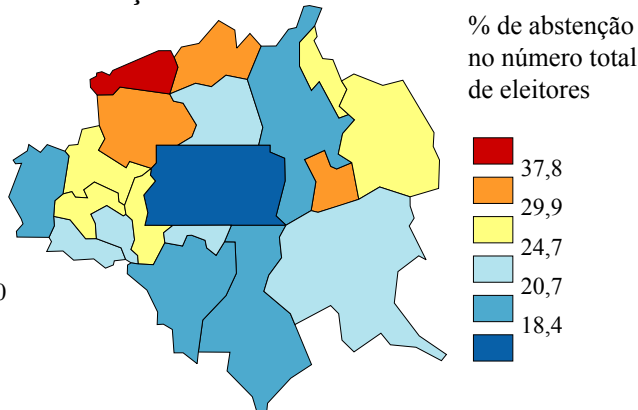 % de abstenção
no número total
de eleitores
37,8
29,9
24,7
20,7
18,4